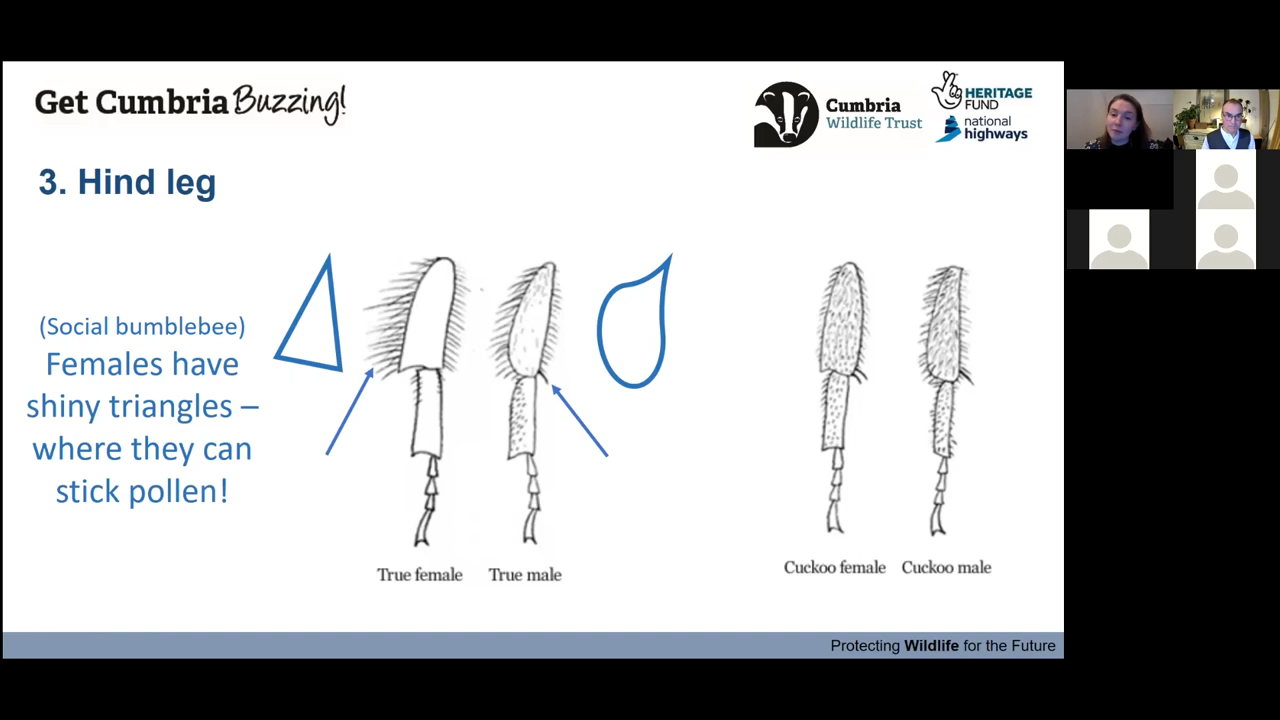 Get Cumbria Buzzing!
Cumbria
Wildlife Trust
HERITAGE
FUND
national
highways
3. Hind leg
(Social bumblebee)
Females have
shiny triangles –
where they can
stick pollen!
True female
True male
Cuckoo female
Cuckoo male
Protecting Wildlife for the Future